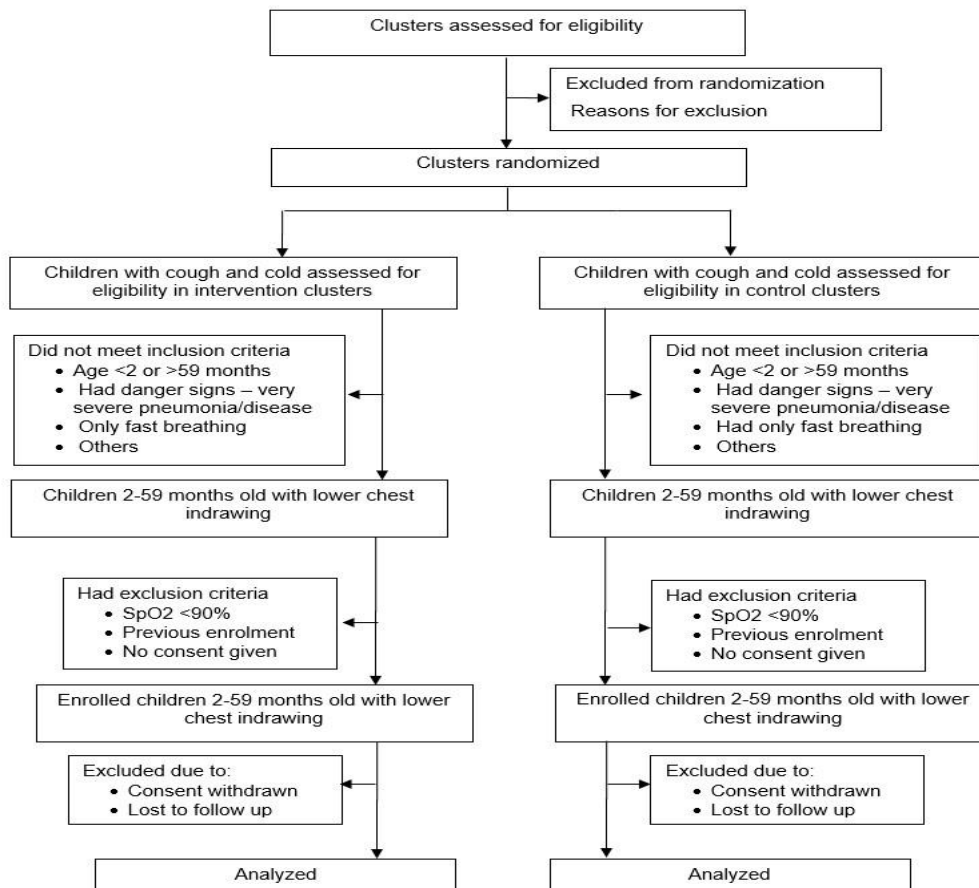 Clusters assessed for eligibility
Excluded from randomization
Reasons for exclusion
Clusters randomized
Children with cough and cold assessed for
eligibility in intervention clusters
Children with cough and cold assessed for
eligibility in control clusters
Did not meet inclusion criteria
• Age <2 or >59 months
• Had danger signs – very
severe pneumonia/disease
• Only fast breathing
• Others
Did not meet inclusion criteria
• Age <2 or >59 months
• Had danger signs – very
severe pneumonia/disease
• Had only fast breathing
• Others
Children 2-59 months old with lower chest
indrawing
Children 2-59 months old with lower chest
indrawing
Had exclusion criteria
• SpO2 <90%
• Previous enrolment
• No consent given
Had exclusion criteria
• SpO2 <90%
• Previous enrolment
• No consent given
Enrolled children 2-59 months old with lower
chest indrawing
Enrolled children 2-59 months old with lower
chest indrawing
Excluded due to:
• Consent withdrawn
• Lost to follow up
Excluded due to:
• Consent withdrawn
• Lost to follow up
Analyzed
Analyzed